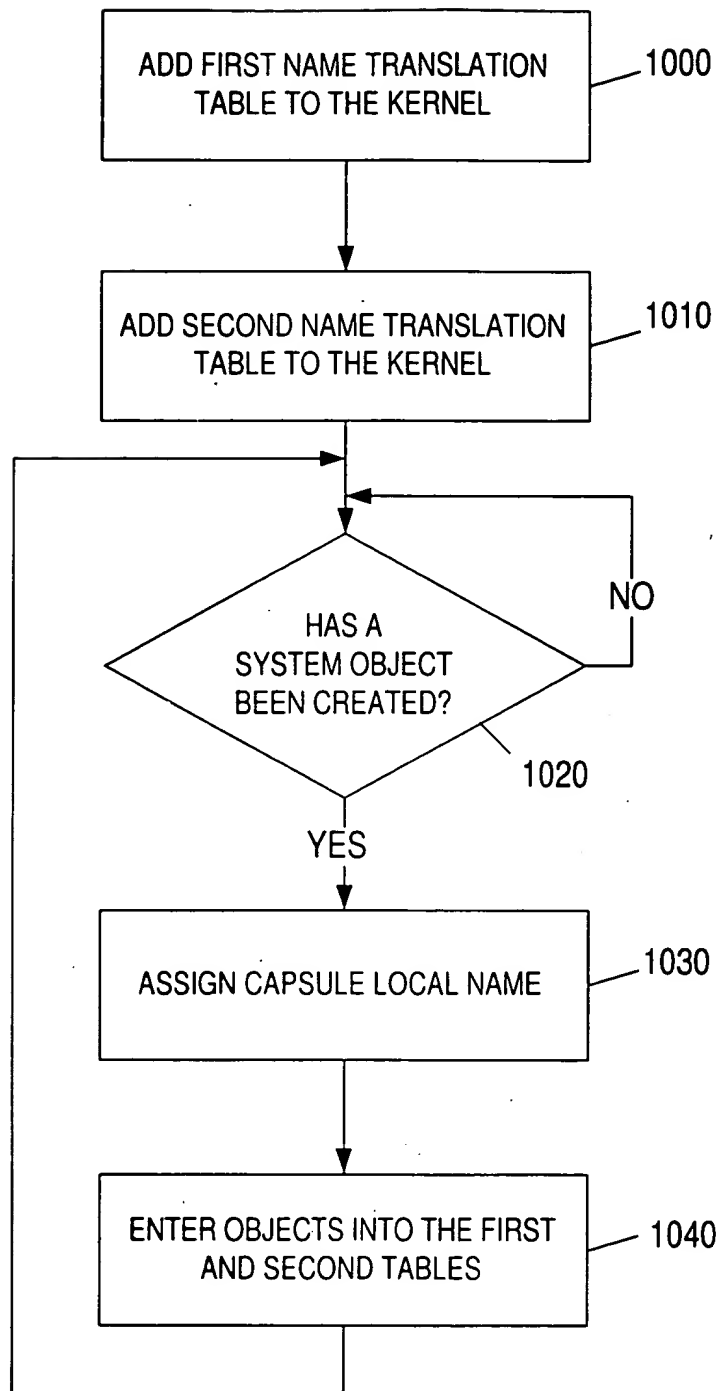 ADD FIRST NAME TRANSLATION
TABLE TO THE KERNEL
1000
ADD SECOND NAME TRANSLATION
TABLE TO THE KERNEL
1010
HAS A
SYSTEM OBJECT
BEEN CREATED?
NO
1020
YES
ASSIGN CAPSULE LOCAL NAME
1030
ENTER OBJECTS INTO THE FIRST
AND SECOND TABLES
1040